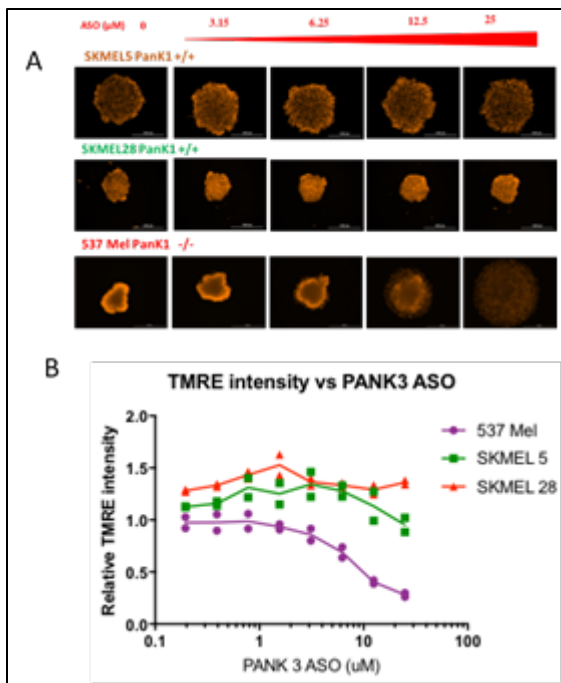 ASO (µM) 0 3.15 6.25 12.5 25
A
SKMEL5 PanK1 +/+
SKMEL28 PanK1 +/+
537 Mel PanK1 -/-
B
TMRE intensity vs PANK3 ASO
2.0
1.5
1.0
0.5
0.0
Relative TMRE intensity
0.1 1 10 100
PANK 3 ASO (uM)
537 Mel
SKMEL 5
SKMEL 28